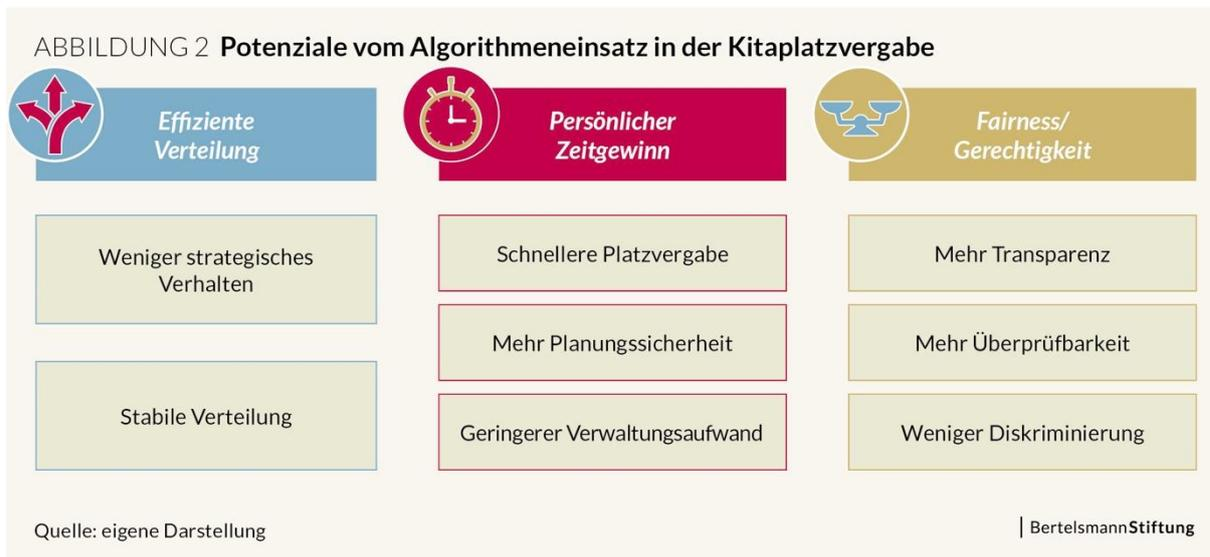 ABBILDUNG 2 Potenziale vom Algorithmeneinsatz in der Kitaplatzvergabe
Effiziente
Verteilung
Weniger strategisches
Verhalten
Stabile Verteilung
Persönlicher
Zeitgewinn
Schnellere Platzvergabe
Mehr Planungssicherheit
Geringerer Verwaltungsaufwand
Fairness/
Gerechtigkeit
Mehr Transparenz
Mehr Überprüfbarkeit
Weniger Diskriminierung
Quelle: eigene Darstellung
BertelsmannStiftung